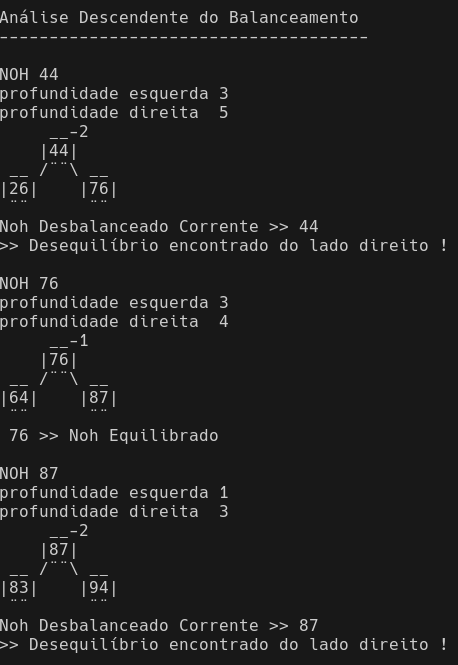 Análise Descendente do Balanceamento
-------------------------------------
NOH 44
profundidade esquerda 3
profundidade direita  5
     __-2
    |44|
 __ /¨¨\ __
|26|    |76|
 ¨¨      ¨¨
Noh Desbalanceado Corrente >> 44
>> Desequilíbrio encontrado do lado direito !
NOH 76
profundidade esquerda 3
profundidade direita  4
     __-1
    |76|
 __ /¨¨\ __
|64|    |87|
 ¨¨      ¨¨
 76 >> Noh Equilibrado
NOH 87
profundidade esquerda 1
profundidade direita  3
     __-2
    |87|
 __ /¨¨\ __
|83|    |94|
 ¨¨      ¨¨
Noh Desbalanceado Corrente >> 87
>> Desequilíbrio encontrado do lado direito !